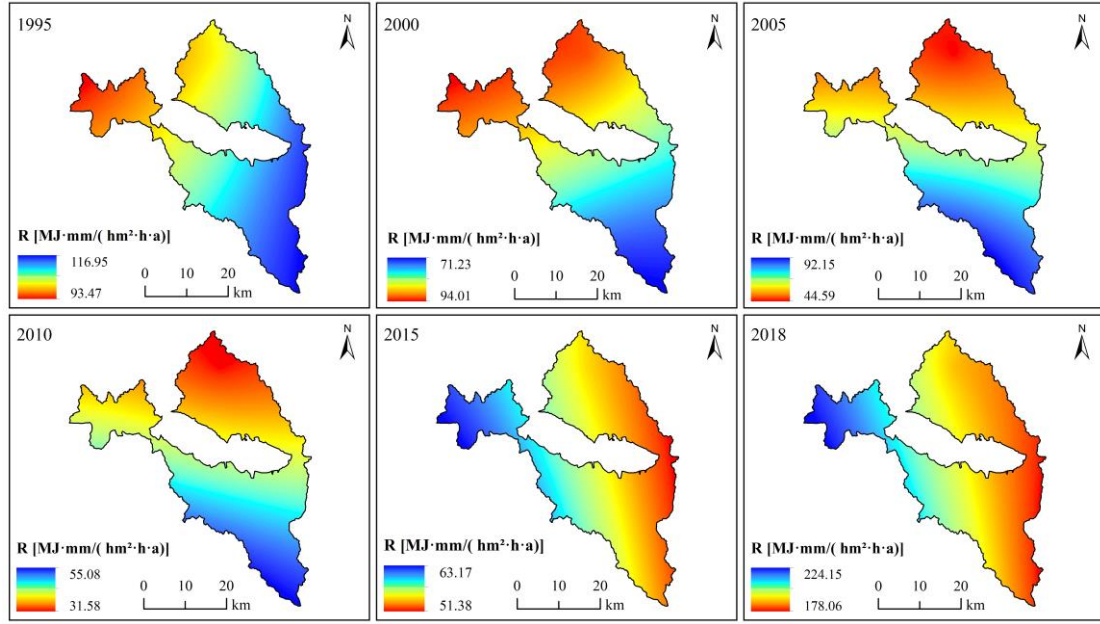 1995
N
R [MJ·mm/( hm²·h·a)]
116.95
93.47
0 10 20
km
2000
N
R [MJ·mm/( hm²·h·a)]
71.23
94.01
0 10 20
km
2005
N
R [MJ·mm/( hm²·h·a)]
92.15
44.59
0 10 20
km
2010
N
R [MJ·mm/( hm²·h·a)]
55.08
31.58
0 10 20
km
2015
N
R [MJ·mm/( hm²·h·a)]
63.17
51.38
0 10 20
km
2018
N
R [MJ·mm/( hm²·h·a)]
224.15
178.06
0 10 20
km